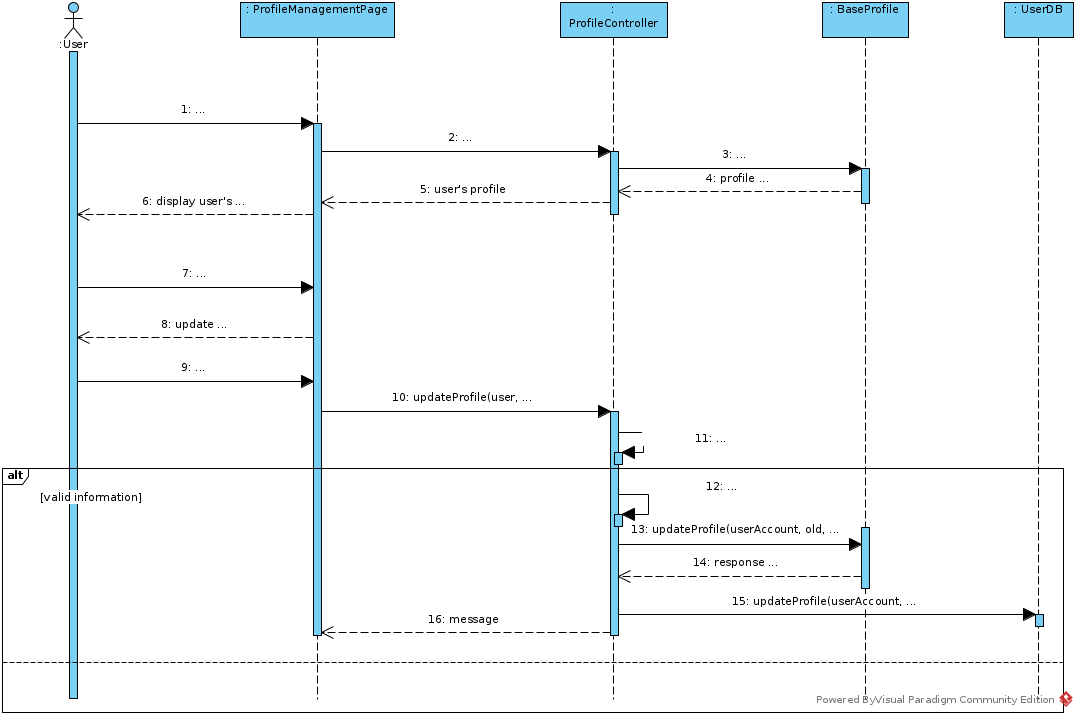 : ProfileManagementPage
:
ProfileController
: BaseProfile
: UserDB
:User
1: ...
2: ...
3: ...
4: profile ...
5: user's profile
6: display user's ...
7: ...
8: update ...
9: ...
10: updateProfile(user, ...
11: ...
alt
[valid information]
12: ...
13: updateProfile(userAccount, old, ...
14: response ...
15: updateProfile(userAccount, ...
16: message
Powered ByVisual Paradigm Community Edition